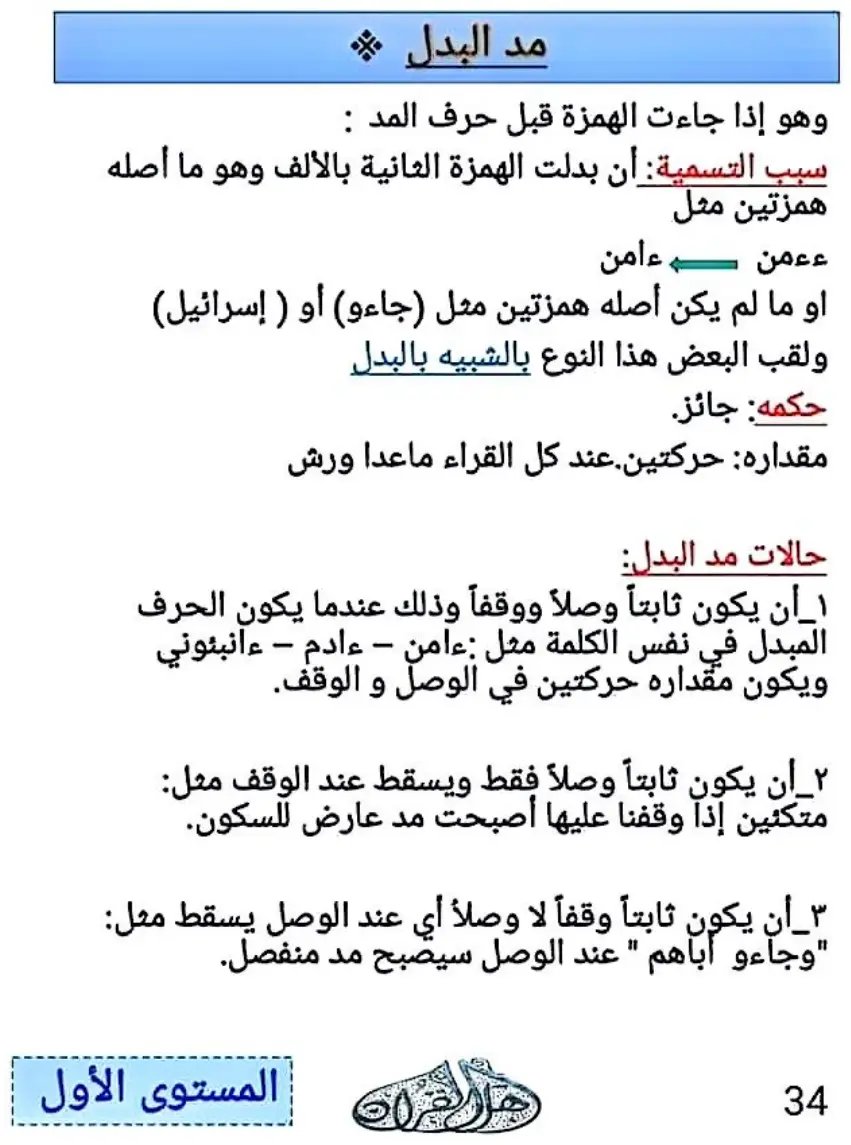 ❖ مد البدل
وهو إذا جاءت الهمزة قبل حرف المد :
سبب التسمية: أن بدلت الهمزة الثانية بالألف وهو ما أصله
همزتين مثل
ءءمن ← ءامن
او ما لم يكن أصله همزتين مثل (جاءو) أو ( إسرائيل)
ولقب البعض هذا النوع بالشبيه بالبدل
حكمه: جائز.
مقداره: حركتين.عند كل القراء ماعدا ورش
حالات مد البدل:
١_أن يكون ثابتاً وصلاً ووقفاً وذلك عندما يكون الحرف
المبدل في نفس الكلمة مثل :ءامن – ءادم – ءانبئوني
ويكون مقداره حركتين في الوصل و الوقف.
٢_أن يكون ثابتاً وصلاً فقط ويسقط عند الوقف مثل:
متكئين إذا وقفنا عليها أصبحت مد عارض للسكون.
٣_أن يكون ثابتاً وقفاً لا وصلاً أي عند الوصل يسقط مثل:
"وجاءو أباهم " عند الوصل سيصبح مد منفصل.
المستوى الأول
34